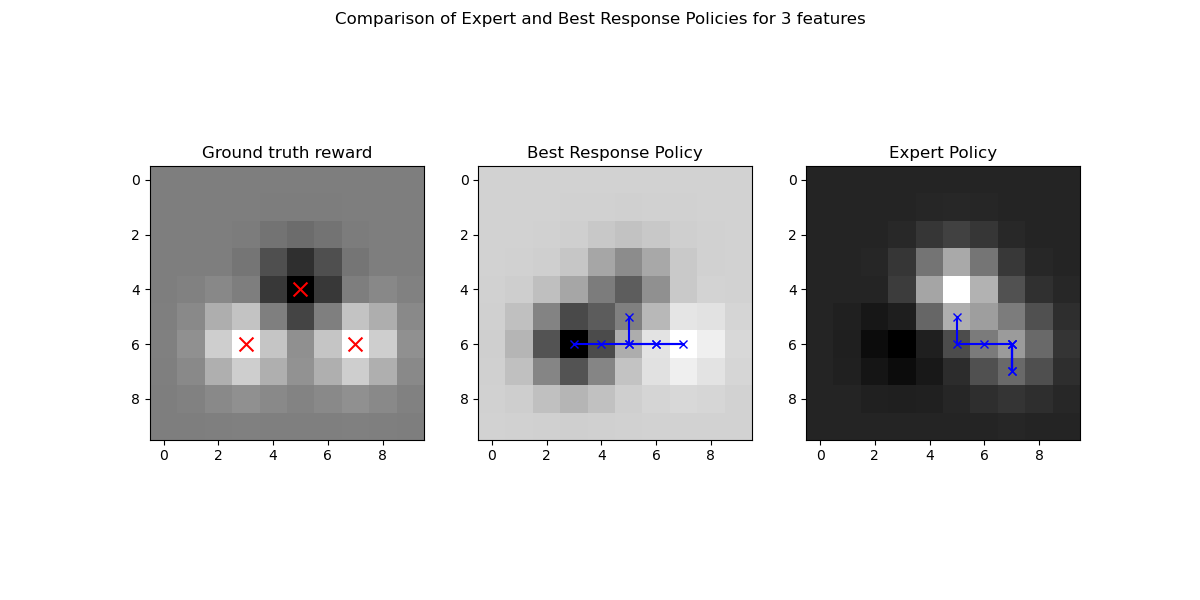 Comparison of Expert and Best Response Policies for 3 features
Ground truth reward
Best Response Policy
Expert Policy
0
2
4
6
8
0
2
4
6
8
0
2
4
6
8
0 2 4 6 8
0 2 4 6 8
0 2 4 6 8